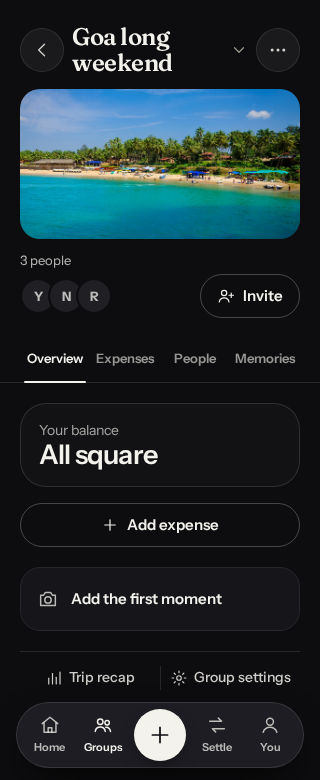 Goa long
weekend
3 people
Y N R
Invite
Overview Expenses People Memories
Your balance
All square
Add expense
Add the first moment
Trip recap Group settings
Home Groups Settle You